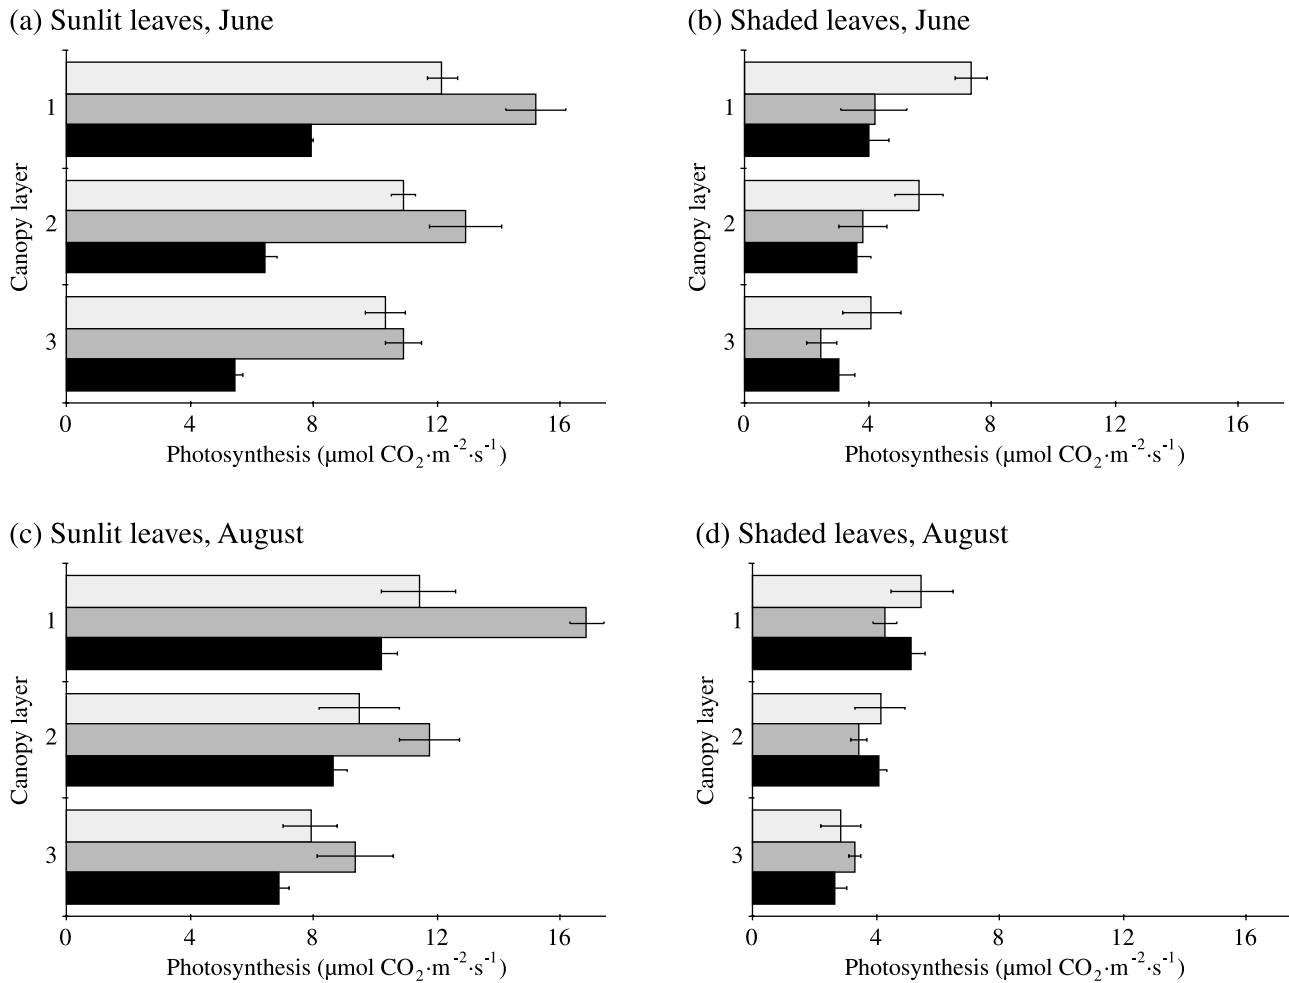 (a) Sunlit leaves, June
Canopy layer
1
2
3
0 4 8 12 16
Photosynthesis (µmol CO₂·m⁻²·s⁻¹)
(b) Shaded leaves, June
Canopy layer
1
2
3
0 4 8 12 16
Photosynthesis (µmol CO₂·m⁻²·s⁻¹)
(c) Sunlit leaves, August
Canopy layer
1
2
3
0 4 8 12 16
Photosynthesis (µmol CO₂·m⁻²·s⁻¹)
(d) Shaded leaves, August
Canopy layer
1
2
3
0 4 8 12 16
Photosynthesis (µmol CO₂·m⁻²·s⁻¹)